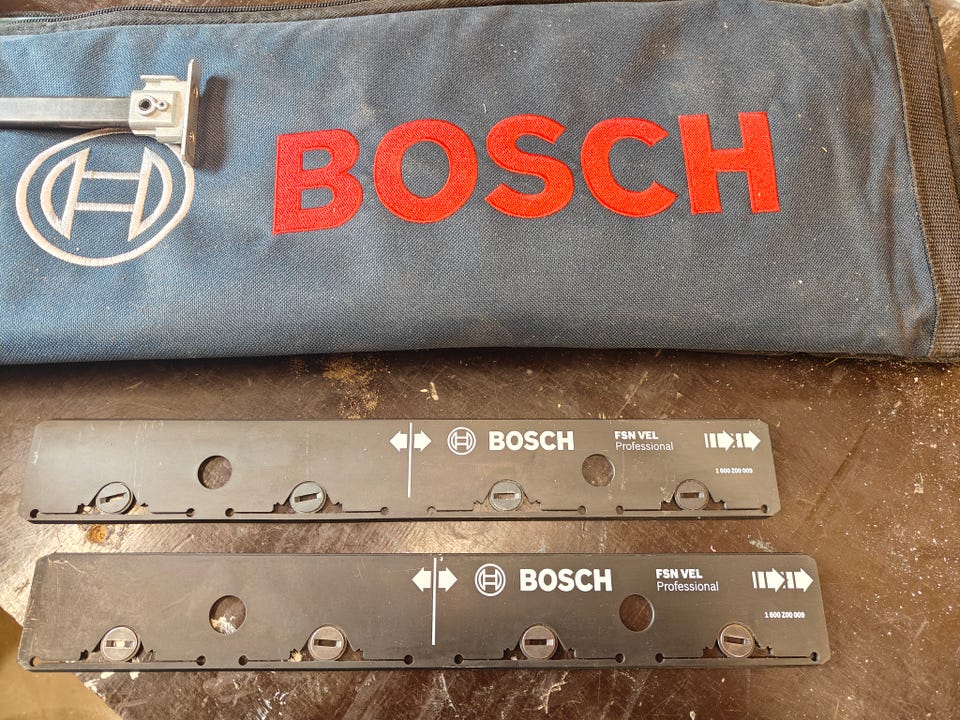 BOSCH
BOSCH
FSN VEL
Professional
1 600 Z00 009
BOSCH
FSN VEL
Professional
1 600 Z00 009